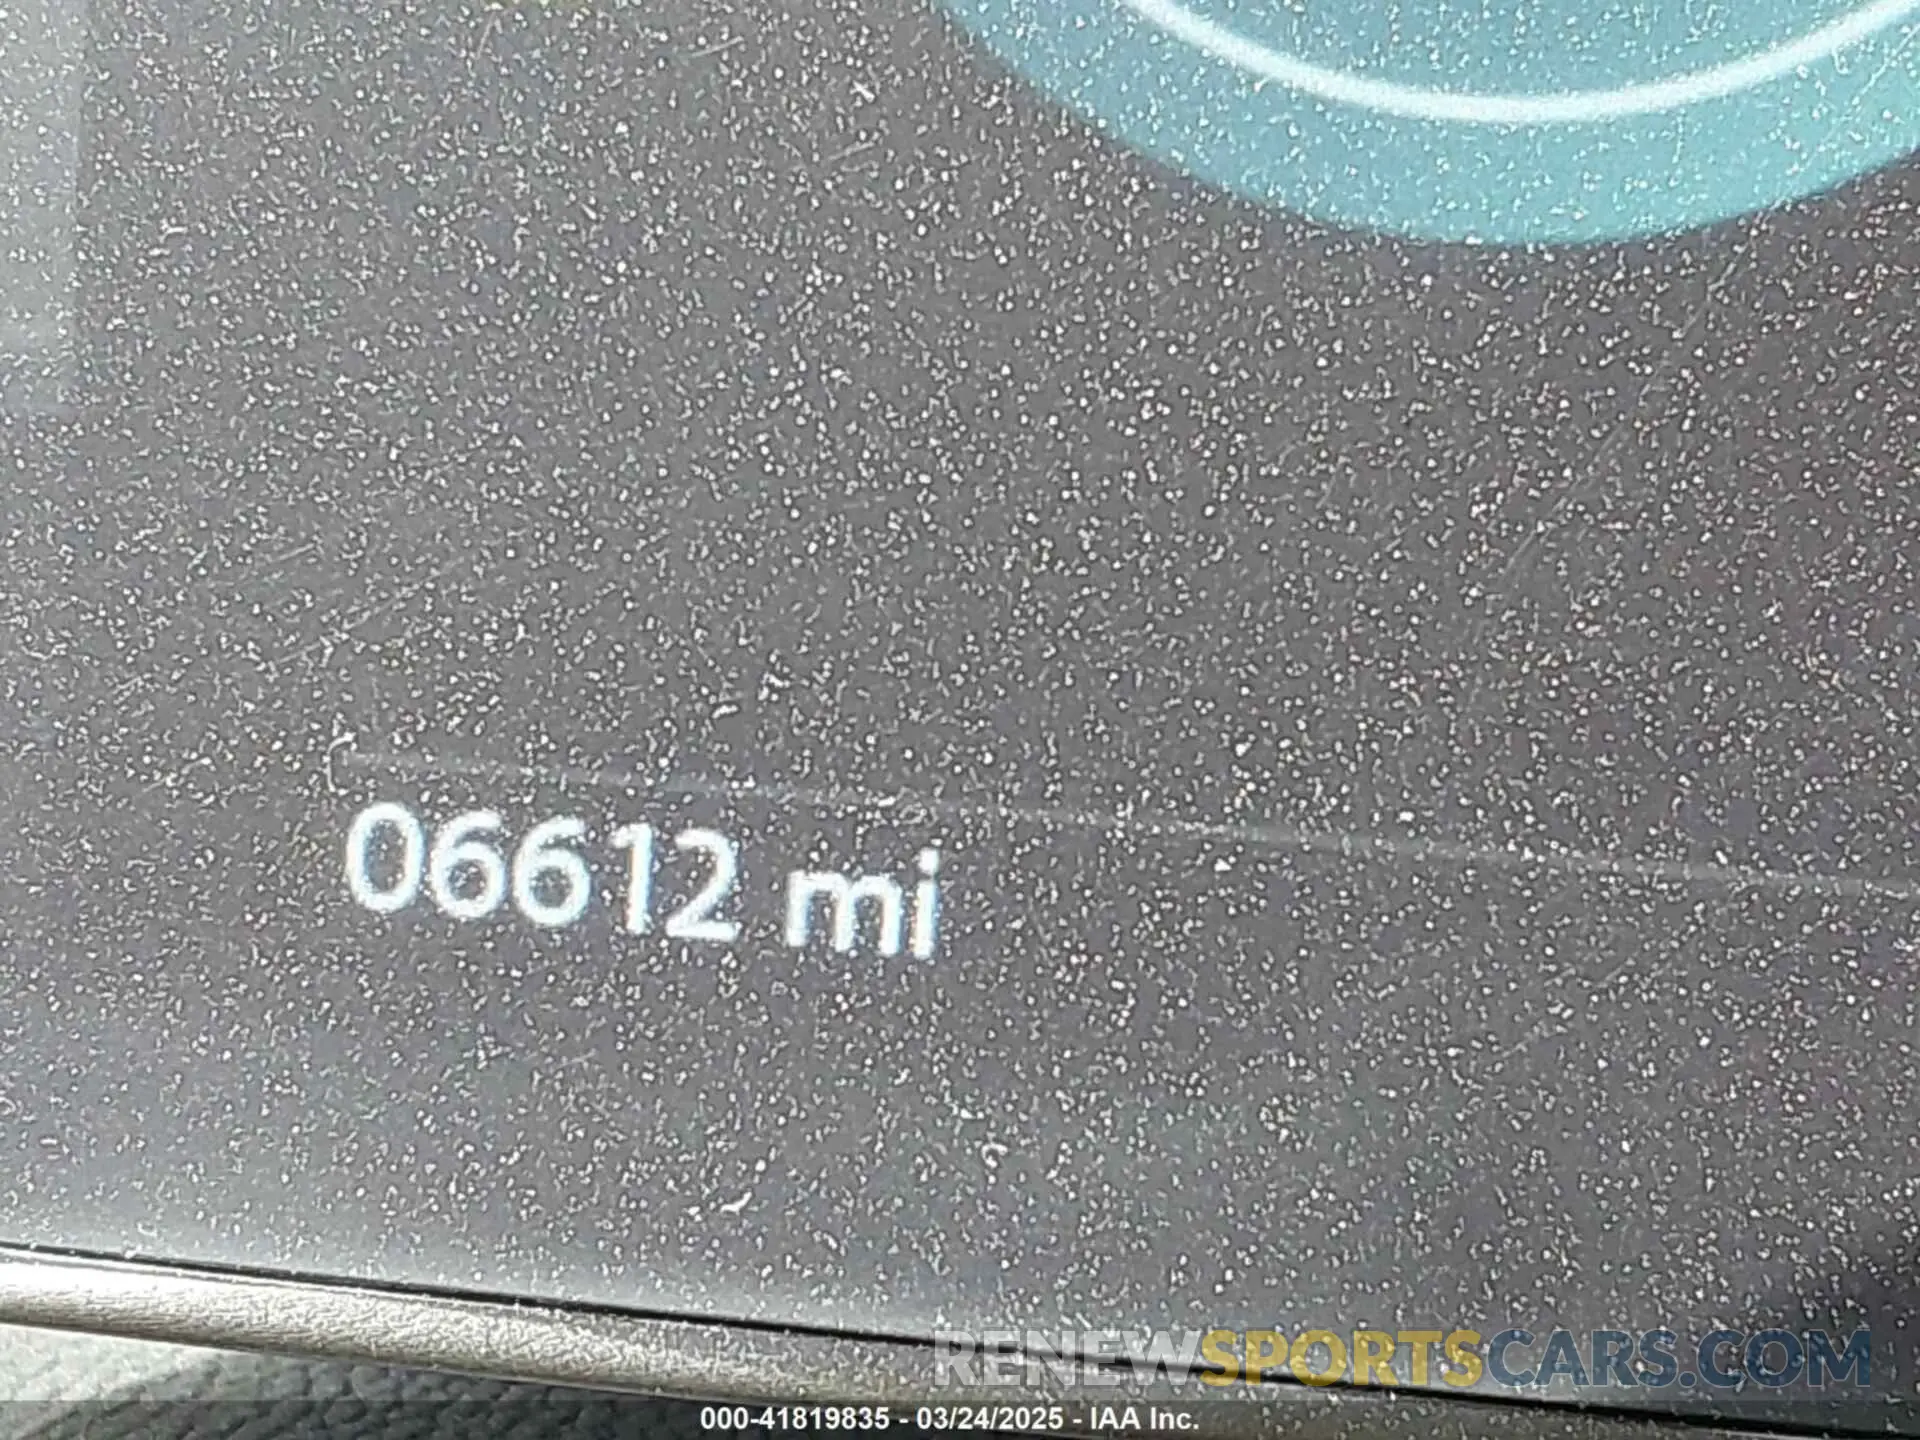 06612 mi
RENEWSPORTSCARS.COM
000-41819835 - 03/24/2025 - IAA Inc.